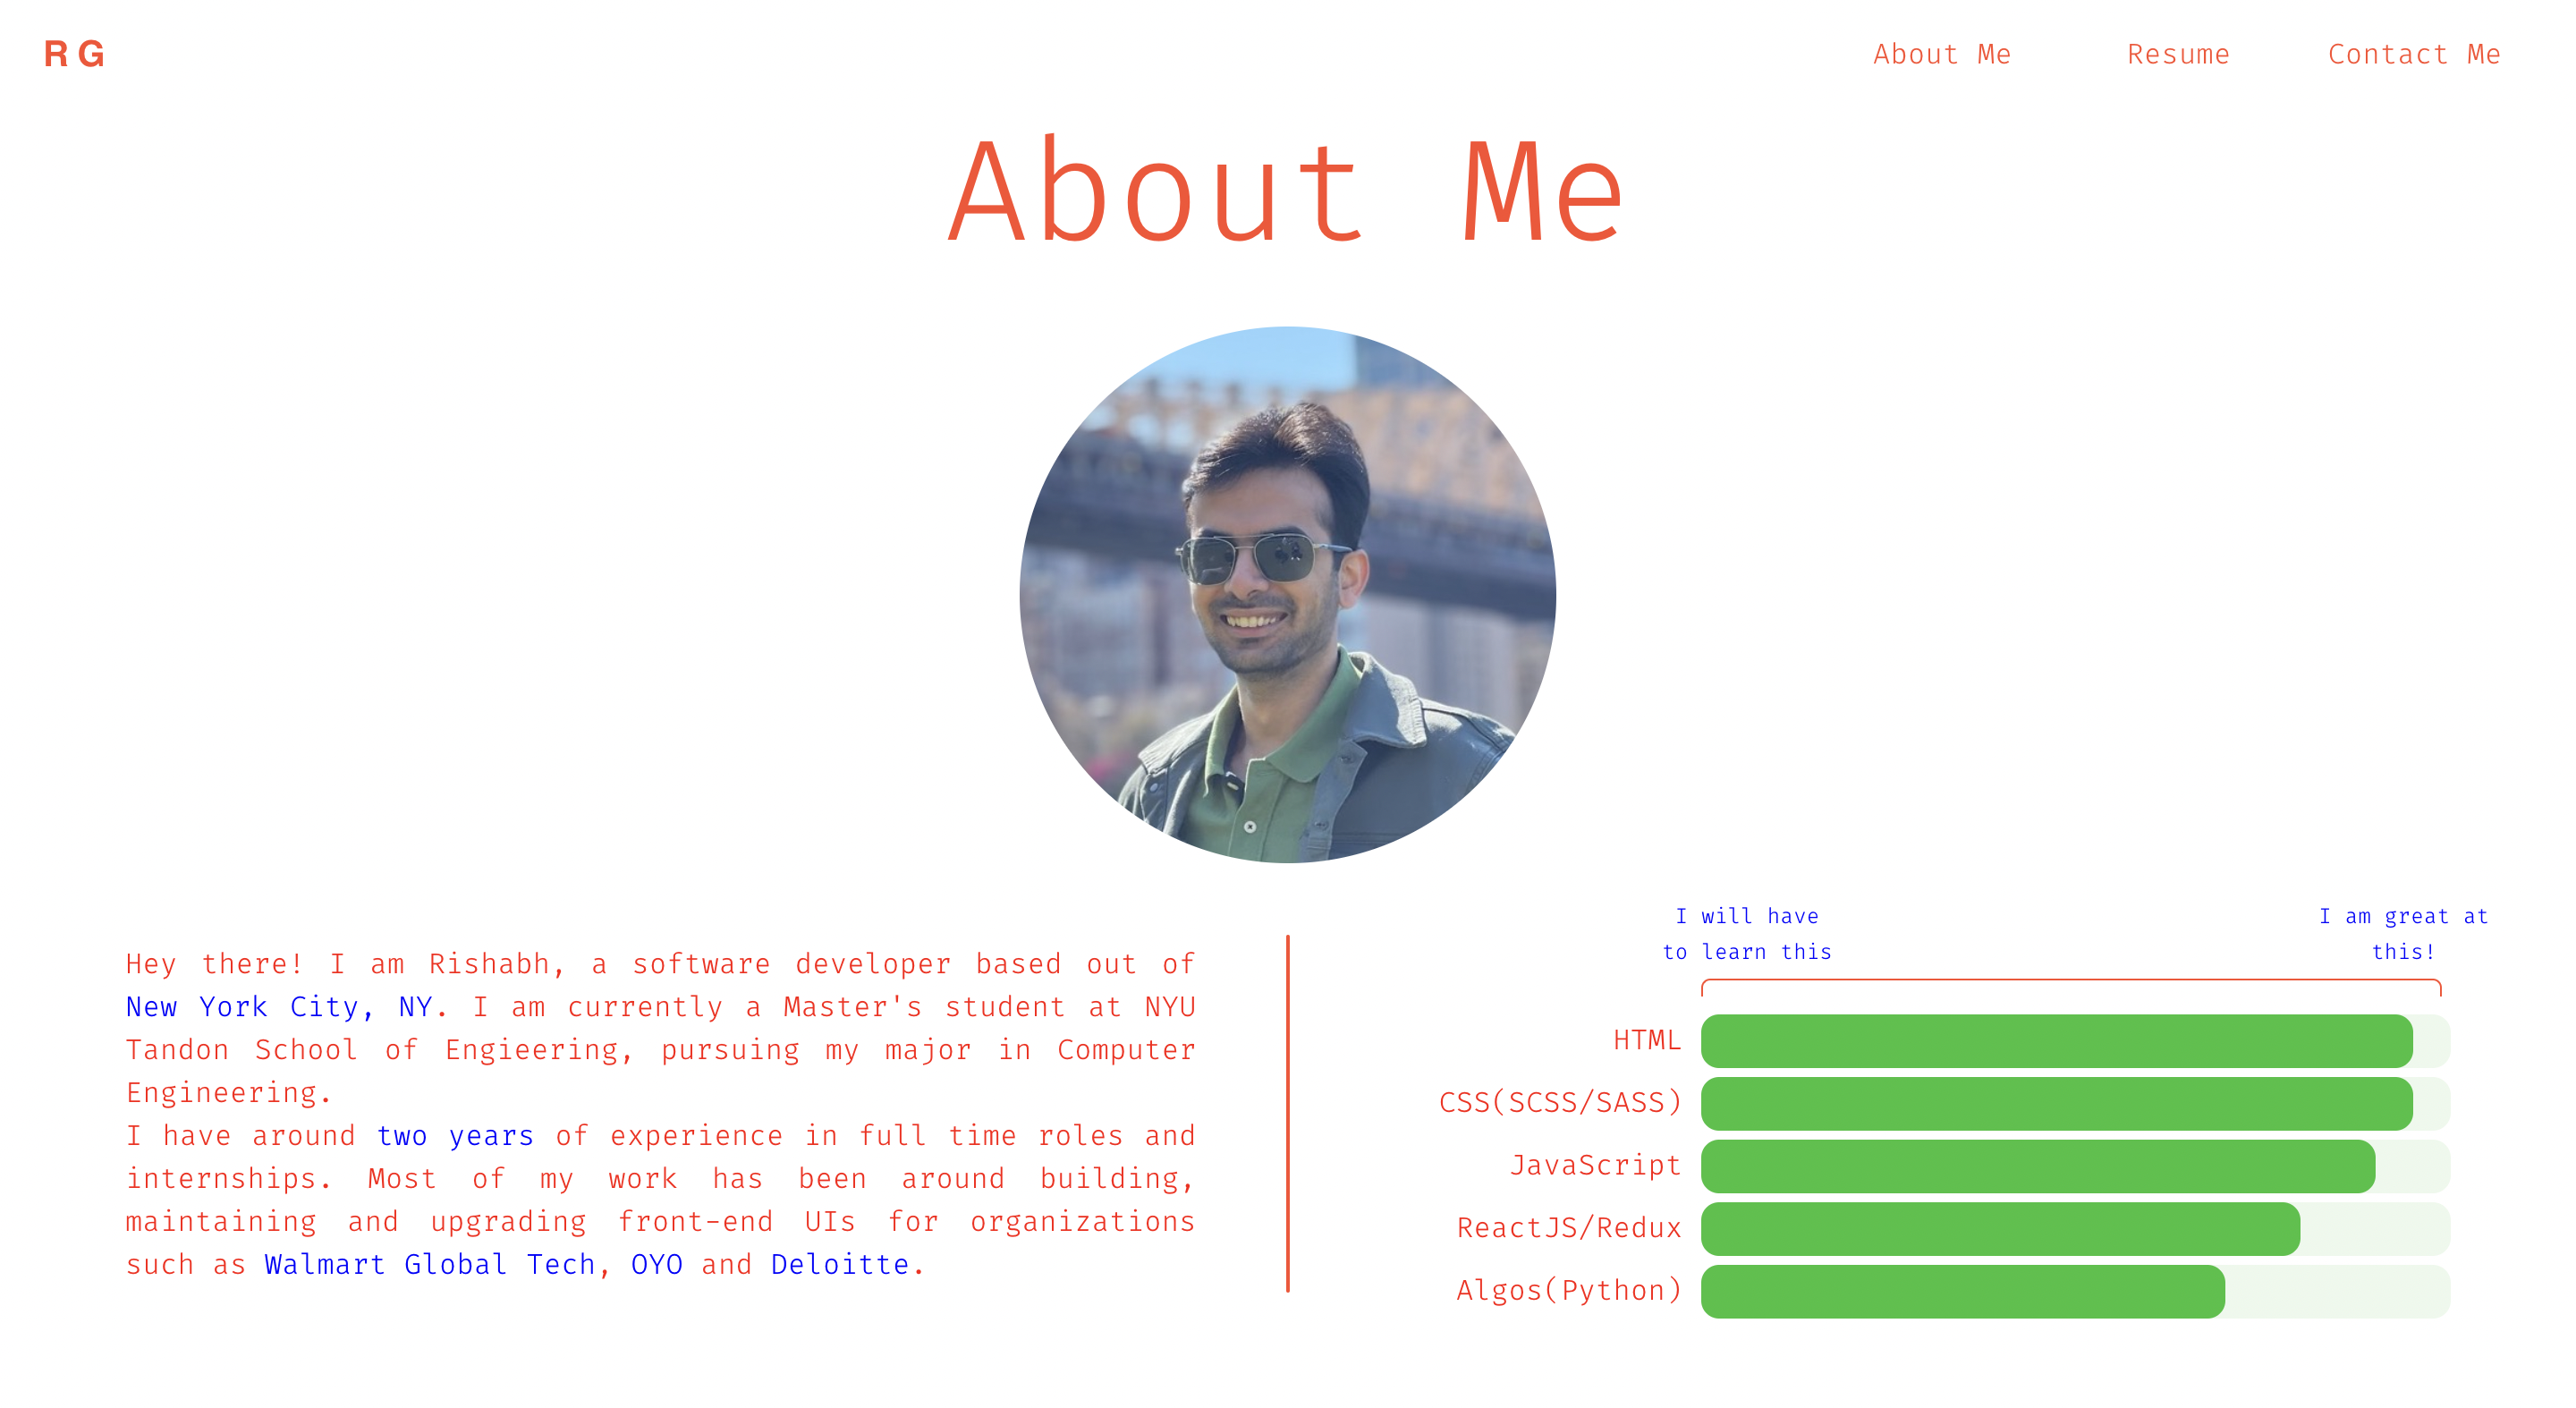 RG
About Me
Resume
Contact Me
About Me
Hey there! I am Rishabh, a software developer based out of
New York City, NY. I am currently a Master's student at NYU
Tandon School of Engieering, pursuing my major in Computer
Engineering.
I have around two years of experience in full time roles and
internships. Most of my work has been around building,
maintaining and upgrading front-end UIs for organizations
such as Walmart Global Tech, OYO and Deloitte.
I will have
to learn this
I am great at
this!
HTML
CSS(SCSS/SASS)
JavaScript
ReactJS/Redux
Algos(Python)